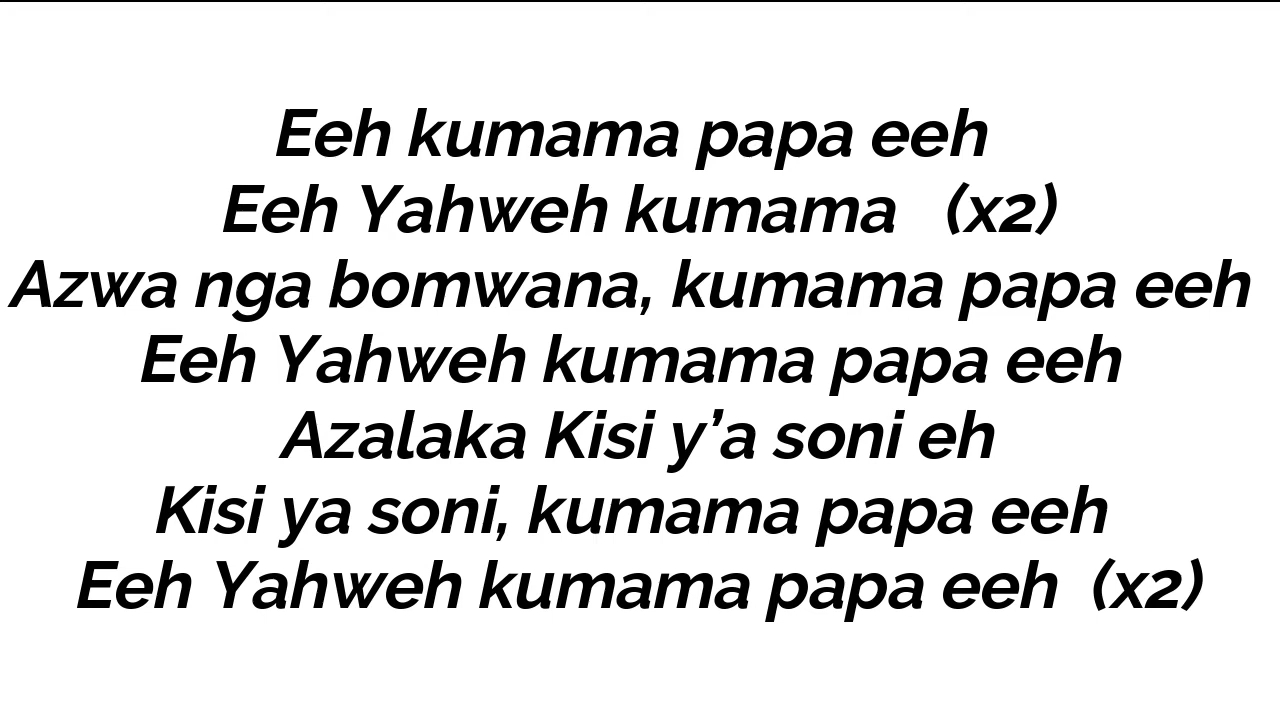 Eeh kumama papa eeh
Eeh Yahweh kumama (x2)
Azwa nga bomwana, kumama papa eeh
Eeh Yahweh kumama papa eeh
Azalaka Kisi y’a soni eh
Kisi ya soni, kumama papa eeh
Eeh Yahweh kumama papa eeh (x2)